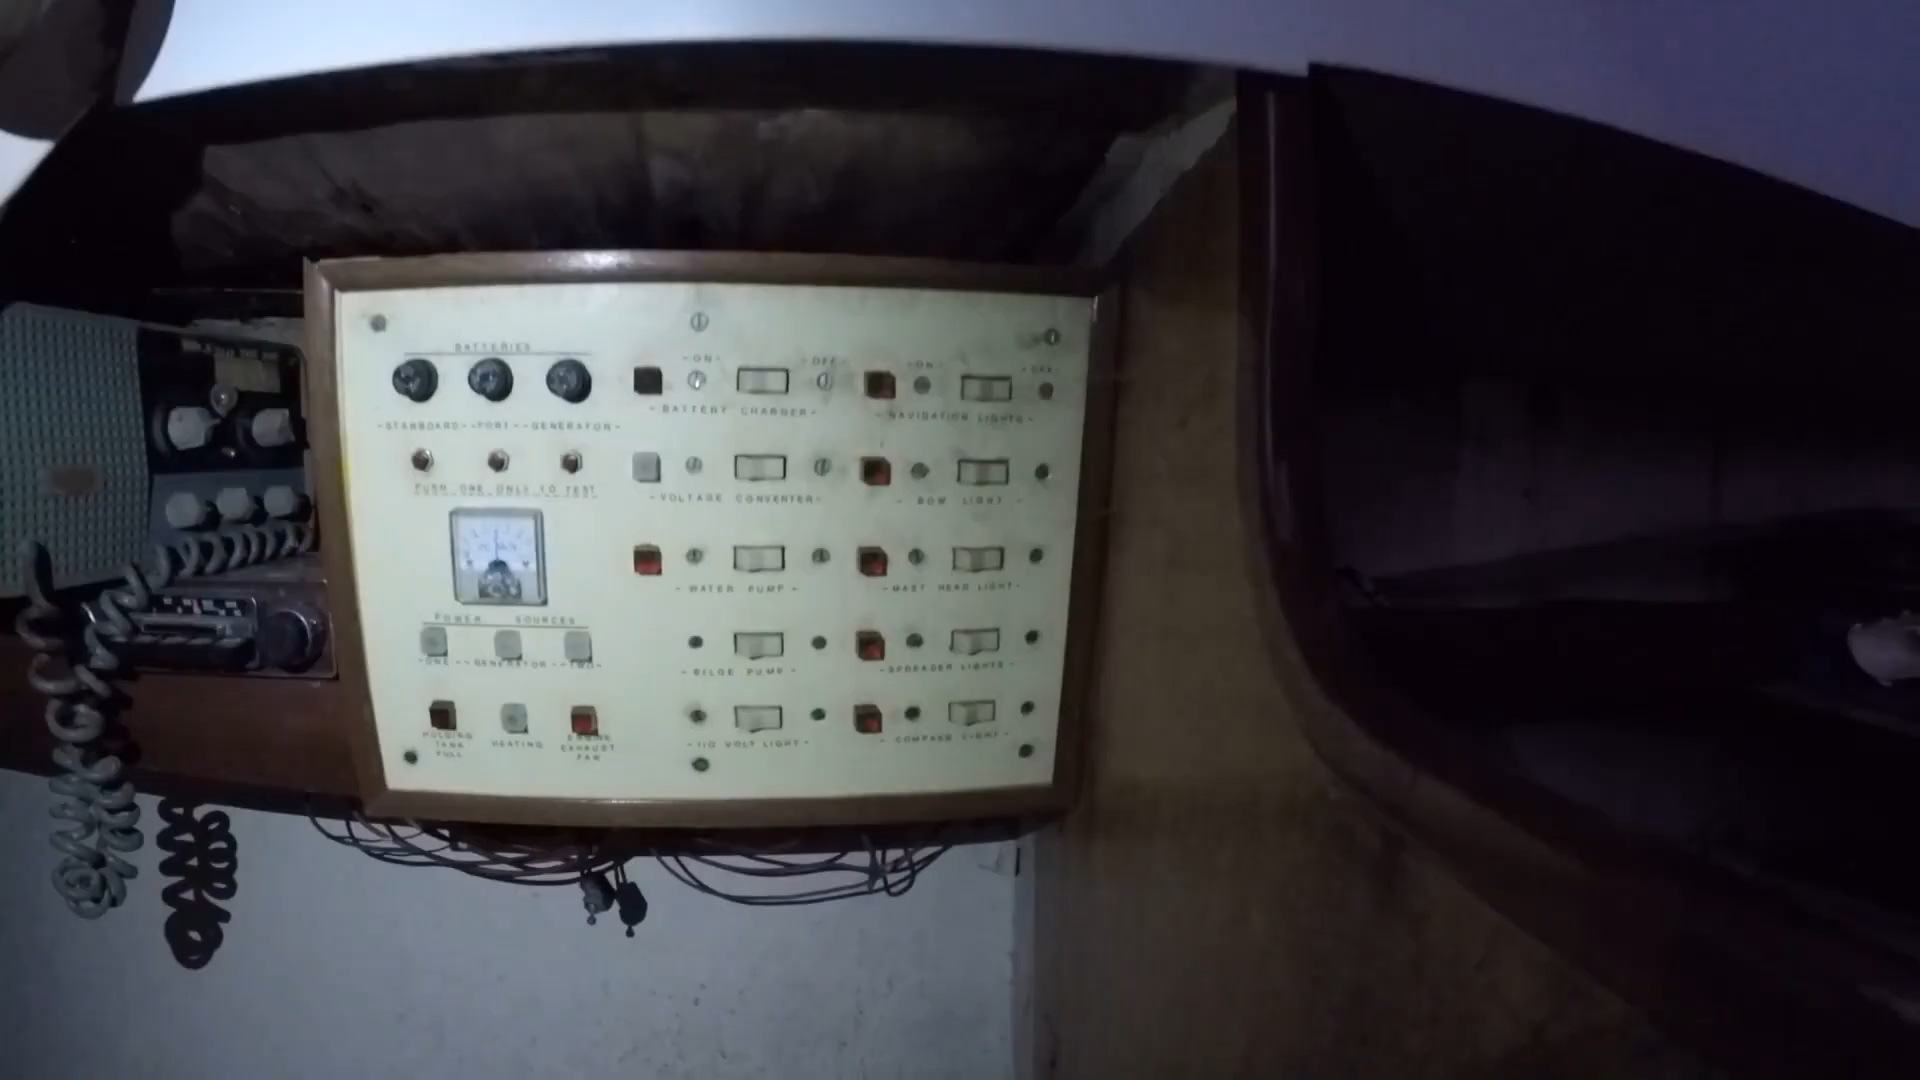 BATTERIES
-STARBOARD--PORT--GENERATOR-
PUSH ONE ONLY TO TEST
POWER SOURCES
-ONE--GENERATOR--TWO-
HOLDING TANK FULL
HEATING
ENGINE EXHAUST FAN
-ON-
-OFF-
-BATTERY CHARGER-
-VOLTAGE CONVERTER-
-WATER PUMP-
-BILGE PUMP-
-110 VOLT LIGHT-
-ON-
-OFF-
-NAVIGATION LIGHTS-
-BOW LIGHT-
-MAST HEAD LIGHT-
-SPREADER LIGHTS-
-COMPASS LIGHT-